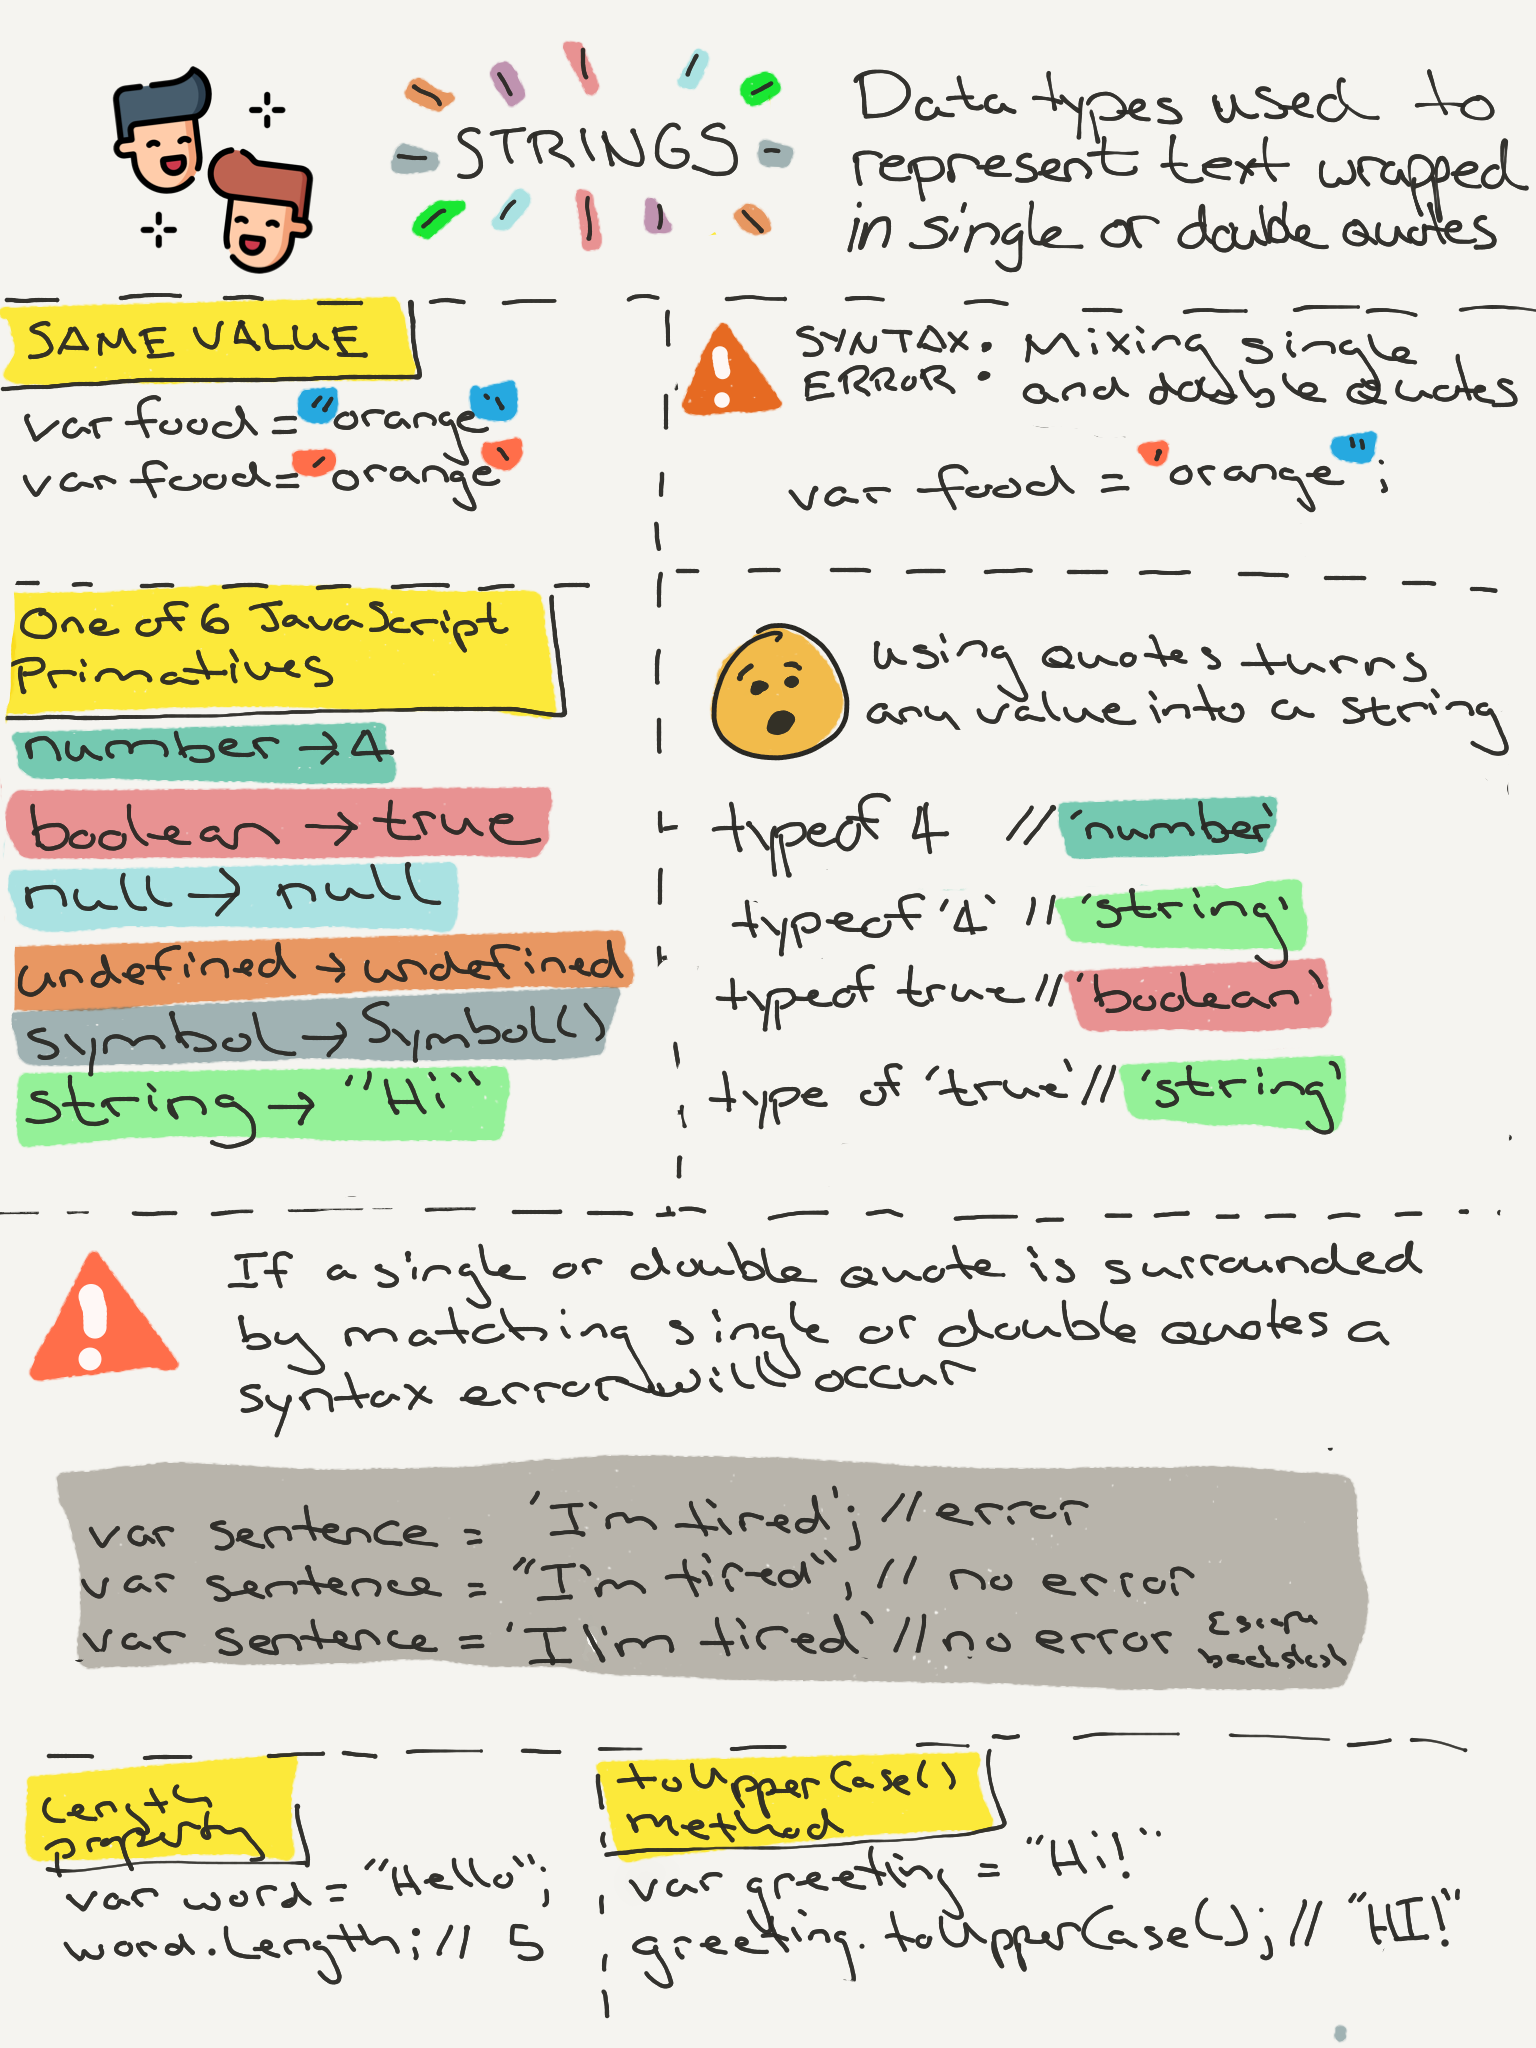 STRINGS
Data types used to
represent text wrapped
in single or double quotes
SAME VALUE
var food = "orange"
var food= 'orange'
SYNTAX ERROR: Mixing single
and double quotes
var food = 'orange";
One of 6 JavaScript
Primatives
number → 4
boolean → true
null → null
undefined → undefined
symbol → Symbol()
string → "Hi"
using quotes turns
any value into a string
typeof 4 // 'number'
typeof '4' // 'string'
typeof true // 'boolean'
type of 'true' // 'string'
If a single or double quote is surrounded
by matching single or double quotes a
syntax error will occur
var sentence = 'I'm tired'; // error
var sentence = "I'm tired"; // no error
var sentence = 'I\'m tired' // no error Escape
backslash
Length
property
var word = "Hello";
word.length; // 5
toUpperCase()
method
var greeting = "Hi!"
greeting.toUpperCase(); // "HI!"